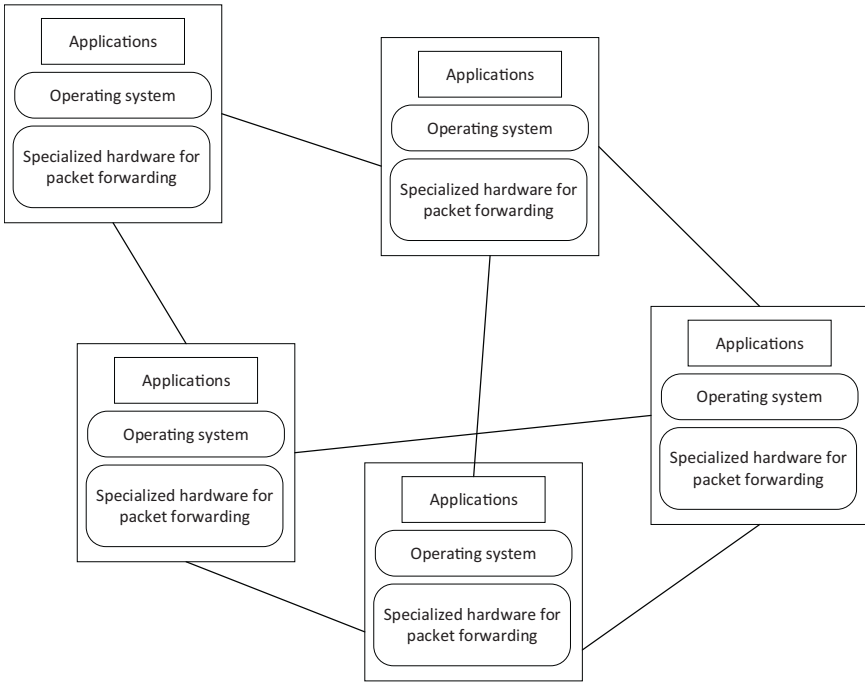 Applications
Operating system
Specialized hardware for
packet forwarding
Applications
Operating system
Specialized hardware for
packet forwarding
Applications
Operating system
Specialized hardware for
packet forwarding
Applications
Operating system
Specialized hardware for
packet forwarding
Applications
Operating system
Specialized hardware for
packet forwarding